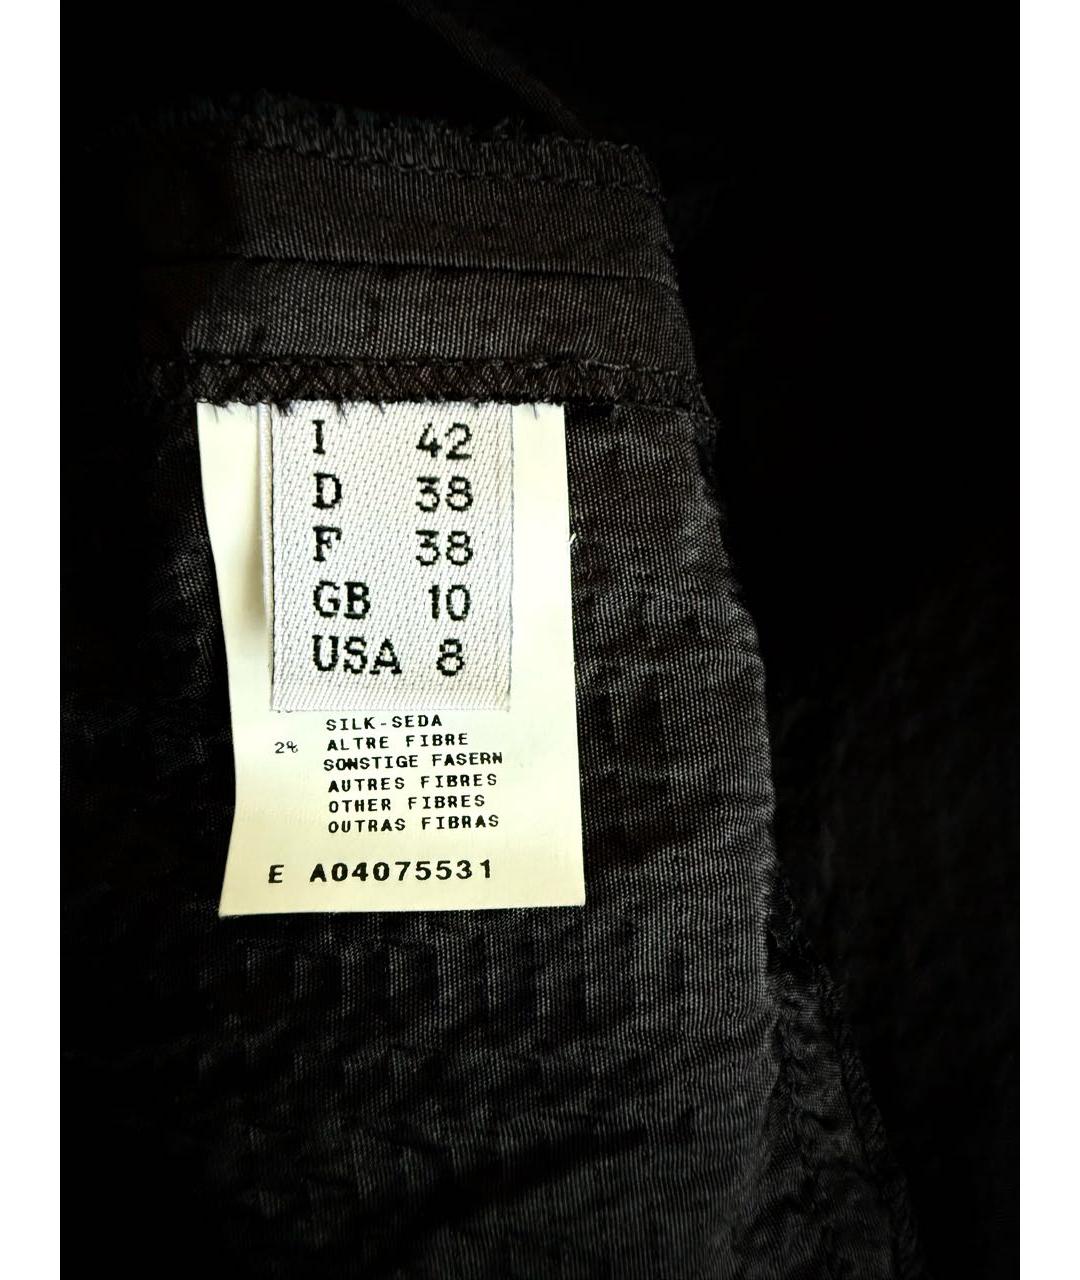 I 42
D 38
F 38
GB 10
USA 8
SILK-SEDA
2% ALTRE FIBRE
SONSTIGE FASERN
AUTRES FIBRES
OTHER FIBRES
OUTRAS FIBRAS
E A04075531